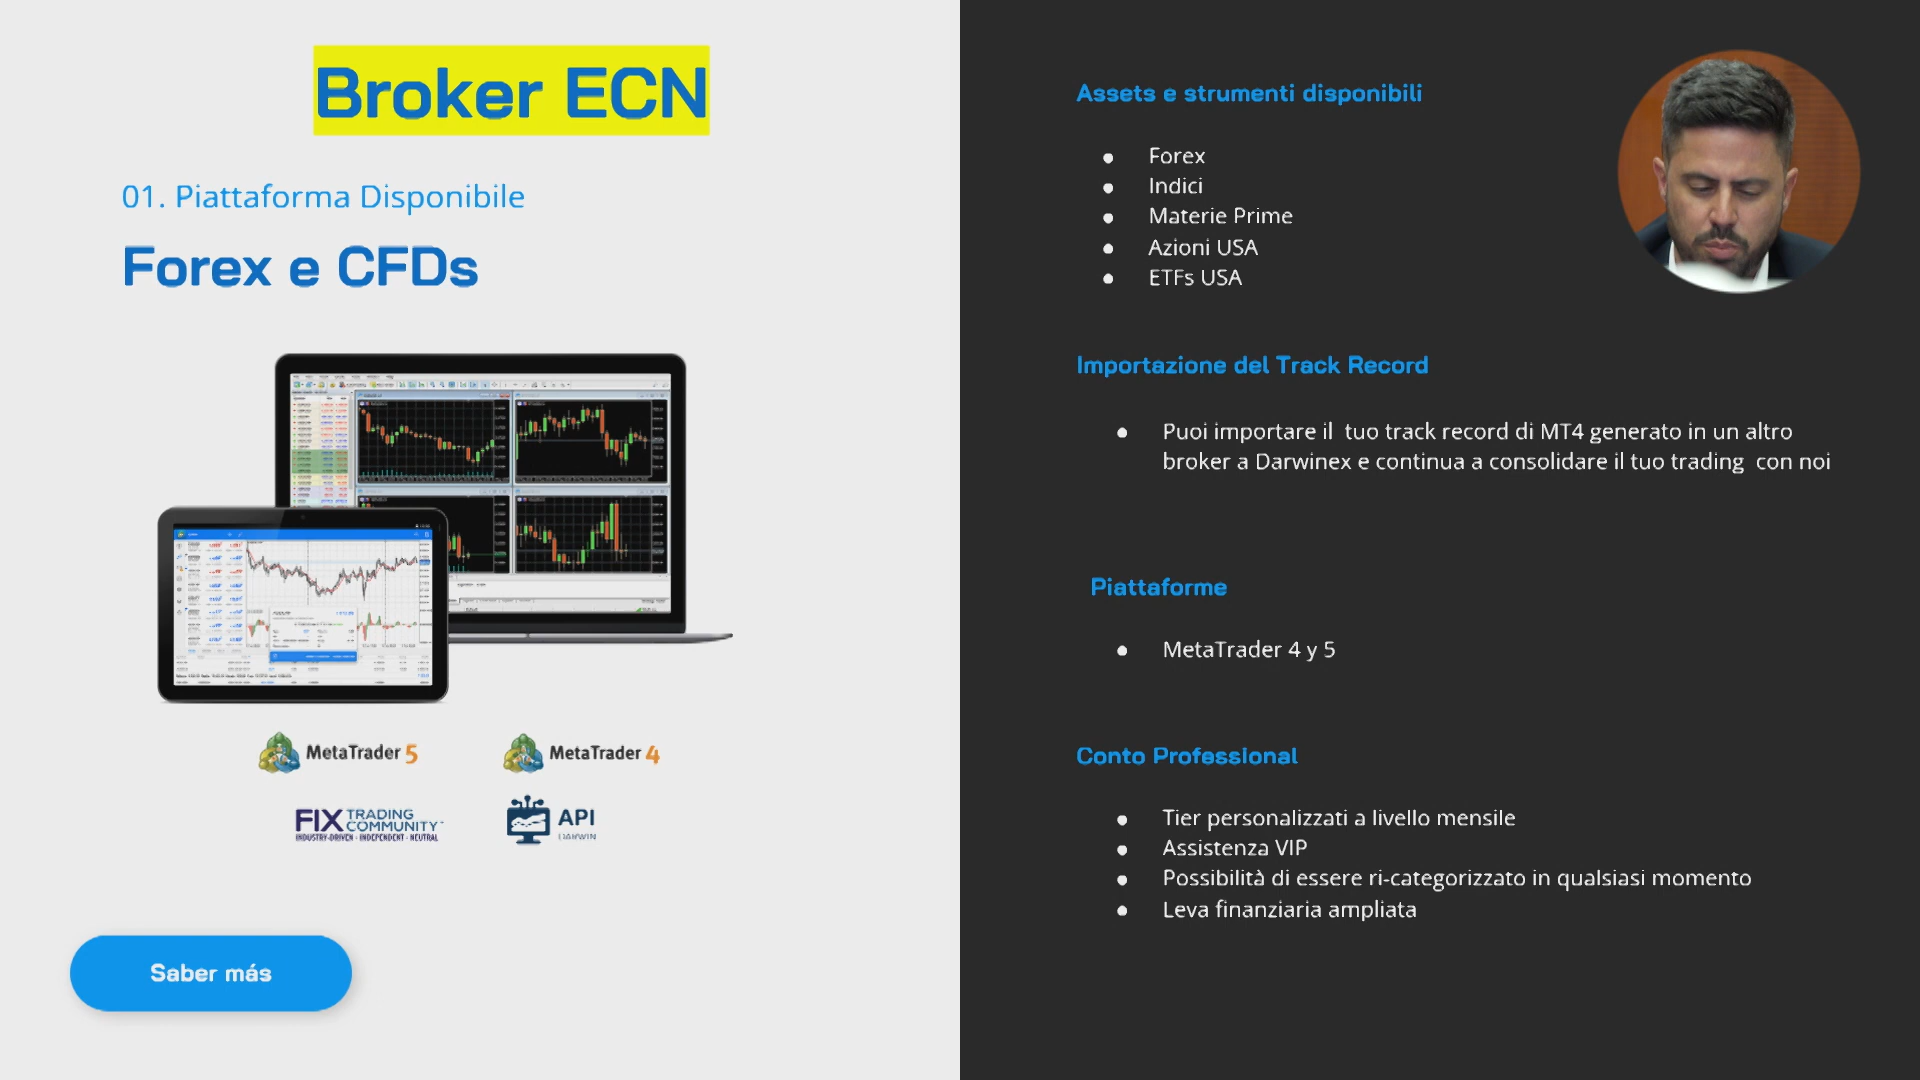 Broker ECN
01. Piattaforma Disponibile
Forex e CFDs
MetaTrader 5
MetaTrader 4
FIX TRADING COMMUNITY
INDUSTRY-DRIVEN · INDEPENDENT · NEUTRAL
API
DARWIN
Saber más
Assets e strumenti disponibili
● Forex
● Indici
● Materie Prime
● Azioni USA
● ETFs USA
Importazione del Track Record
● Puoi importare il tuo track record di MT4 generato in un altro
broker a Darwinex e continua a consolidare il tuo trading con noi
Piattaforme
● MetaTrader 4 y 5
Conto Professional
● Tier personalizzati a livello mensile
● Assistenza VIP
● Possibilità di essere ri-categorizzato in qualsiasi momento
● Leva finanziaria ampliata